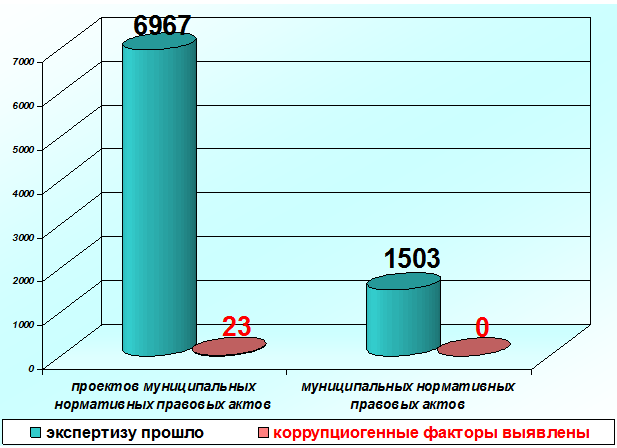 6967
7000
6000
5000
4000
3000
2000
1000
0
1503
23
0
проектов муниципальных
нормативных правовых актов
муниципальных нормативных
правовых актов
экспертизу прошло
коррупциогенные факторы выявлены